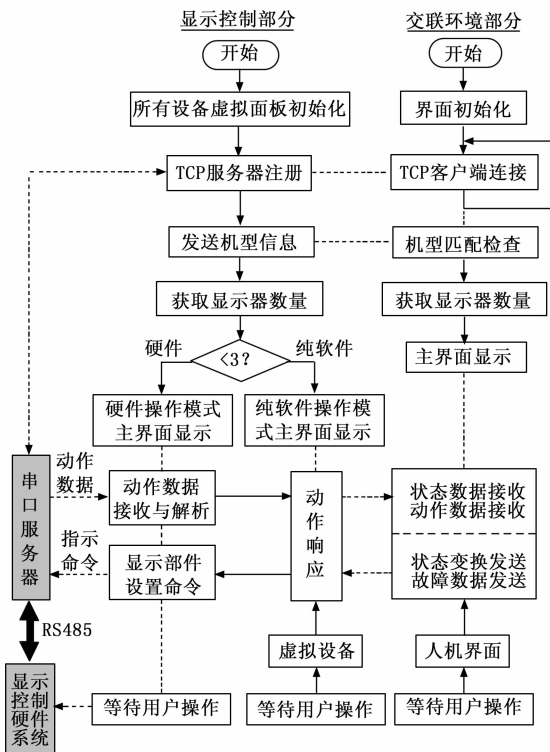 显示控制部分
交联环境部分
开始
开始
所有设备虚拟面板初始化
界面初始化
TCP服务器注册
TCP客户端连接
发送机型信息
机型匹配检查
获取显示器数量
获取显示器数量
硬件
<3?
纯软件
主界面显示
硬件操作模式
主界面显示
纯软件操作模
式主界面显示
串口服务器
动作
数据
动作数据
接收与解析
动作响应
状态数据接收
动作数据接收
指示
命令
显示部件
设置命令
状态变换发送
故障数据发送
RS485
虚拟设备
人机界面
显示
控制
硬件
系统
等待用户操作
等待用户操作
等待用户操作